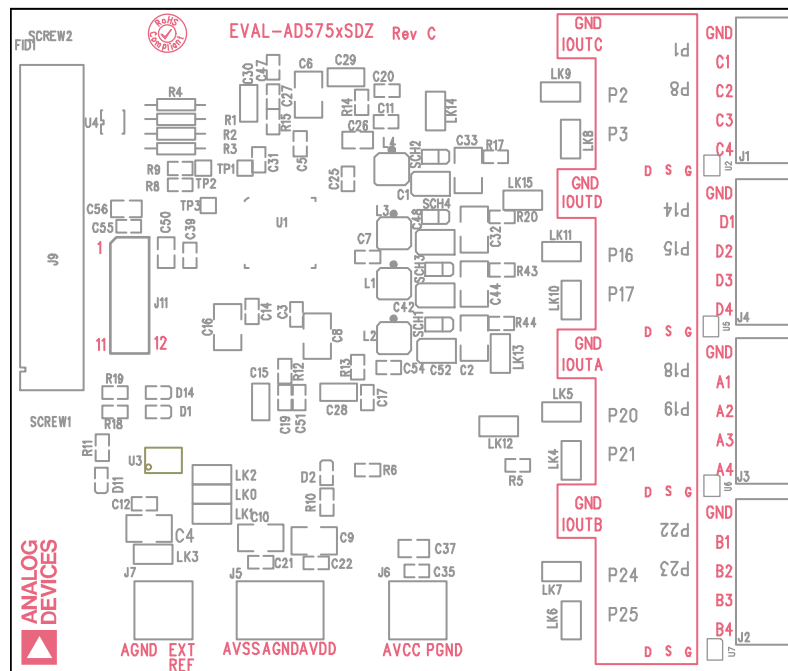 SCREW2
FID1
RoHS
Compliant
EVAL-AD575xSDZ Rev C
GND
IOUTC
P1
GND
C1
C2
C3
C4
J1
U2
C30
C47
C27
R15
C6
C29
C20
R14
C11
LK14
LK9
P2
P8
R4
R1
R2
R3
U4
C26
C5
C31
LK8
P3
L4
SCH2
C33
R17
R9
R8
TP1
TP2
TP3
C25
C1
D S G
GND
IOUTD
LK15
P14
GND
D1
D2
D3
D4
J4
U5
C56
C55
C50
C39
U1
L3
C48
SCH4
C32
R20
P15
C7
LK11
P16
J9
1
J11
11
12
L1
SCH3
C44
R43
LK10
P17
C16
C14
C3
C8
C42
SCH1
L2
R44
D S G
GND
IOUTA
C15
R12
R13
C54
C52
C2
LK13
P18
GND
A1
A2
A3
A4
J3
U6
R19
R18
D14
D1
C19
C51
C28
C17
LK5
P20
P19
SCREW1
R11
U3
LK12
LK4
P21
LK2
LK0
LK1
D2
R10
R6
R5
D S G
GND
IOUTB
D11
C12
C4
LK3
C10
C9
C21
C22
C37
C35
P22
P23
GND
B1
B2
B3
B4
J2
U7
LK7
P24
LK6
P25
D S G
J7
J5
J6
ANALOG
DEVICES
AGND EXT
REF
AVSS AGND AVDD
AVCC PGND